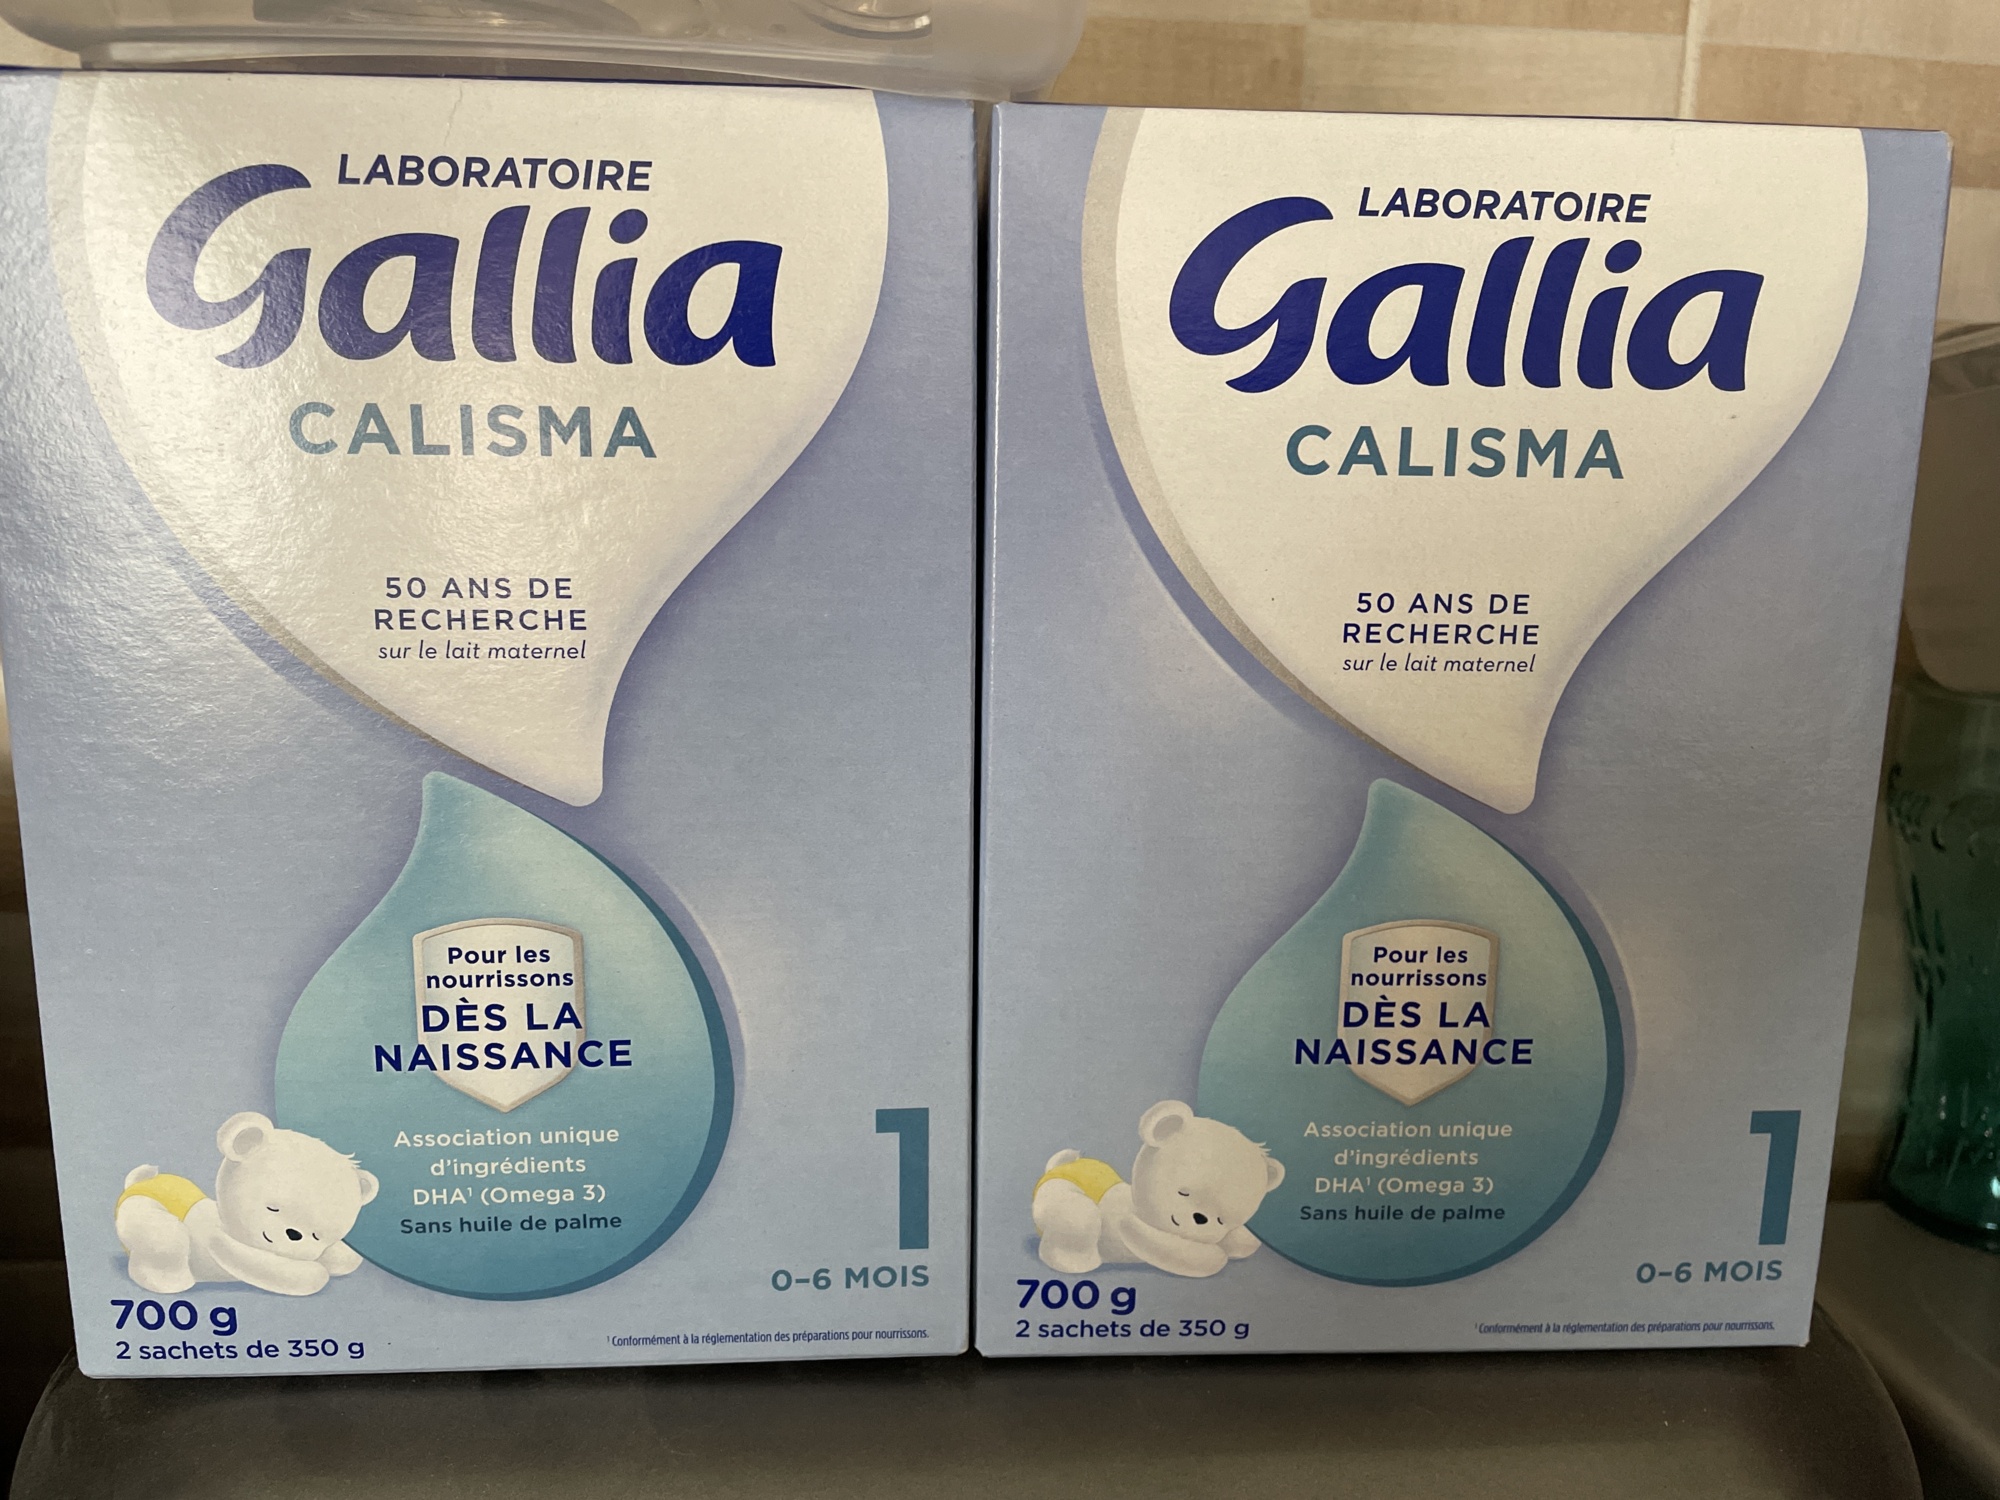 LABORATOIRE
Gallia
CALISMA
50 ANS DE
RECHERCHE
sur le lait maternel
Pour les
nourrissons
DÈS LA
NAISSANCE
Association unique
d'ingrédients
DHA¹ (Omega 3)
Sans huile de palme
1
0-6 MOIS
700 g
2 sachets de 350 g
¹ Conformément à la réglementation des préparations pour nourrissons.
LABORATOIRE
Gallia
CALISMA
50 ANS DE
RECHERCHE
sur le lait maternel
Pour les
nourrissons
DÈS LA
NAISSANCE
Association unique
d'ingrédients
DHA¹ (Omega 3)
Sans huile de palme
1
0-6 MOIS
700 g
2 sachets de 350 g
¹ Conformément à la réglementation des préparations pour nourrissons.